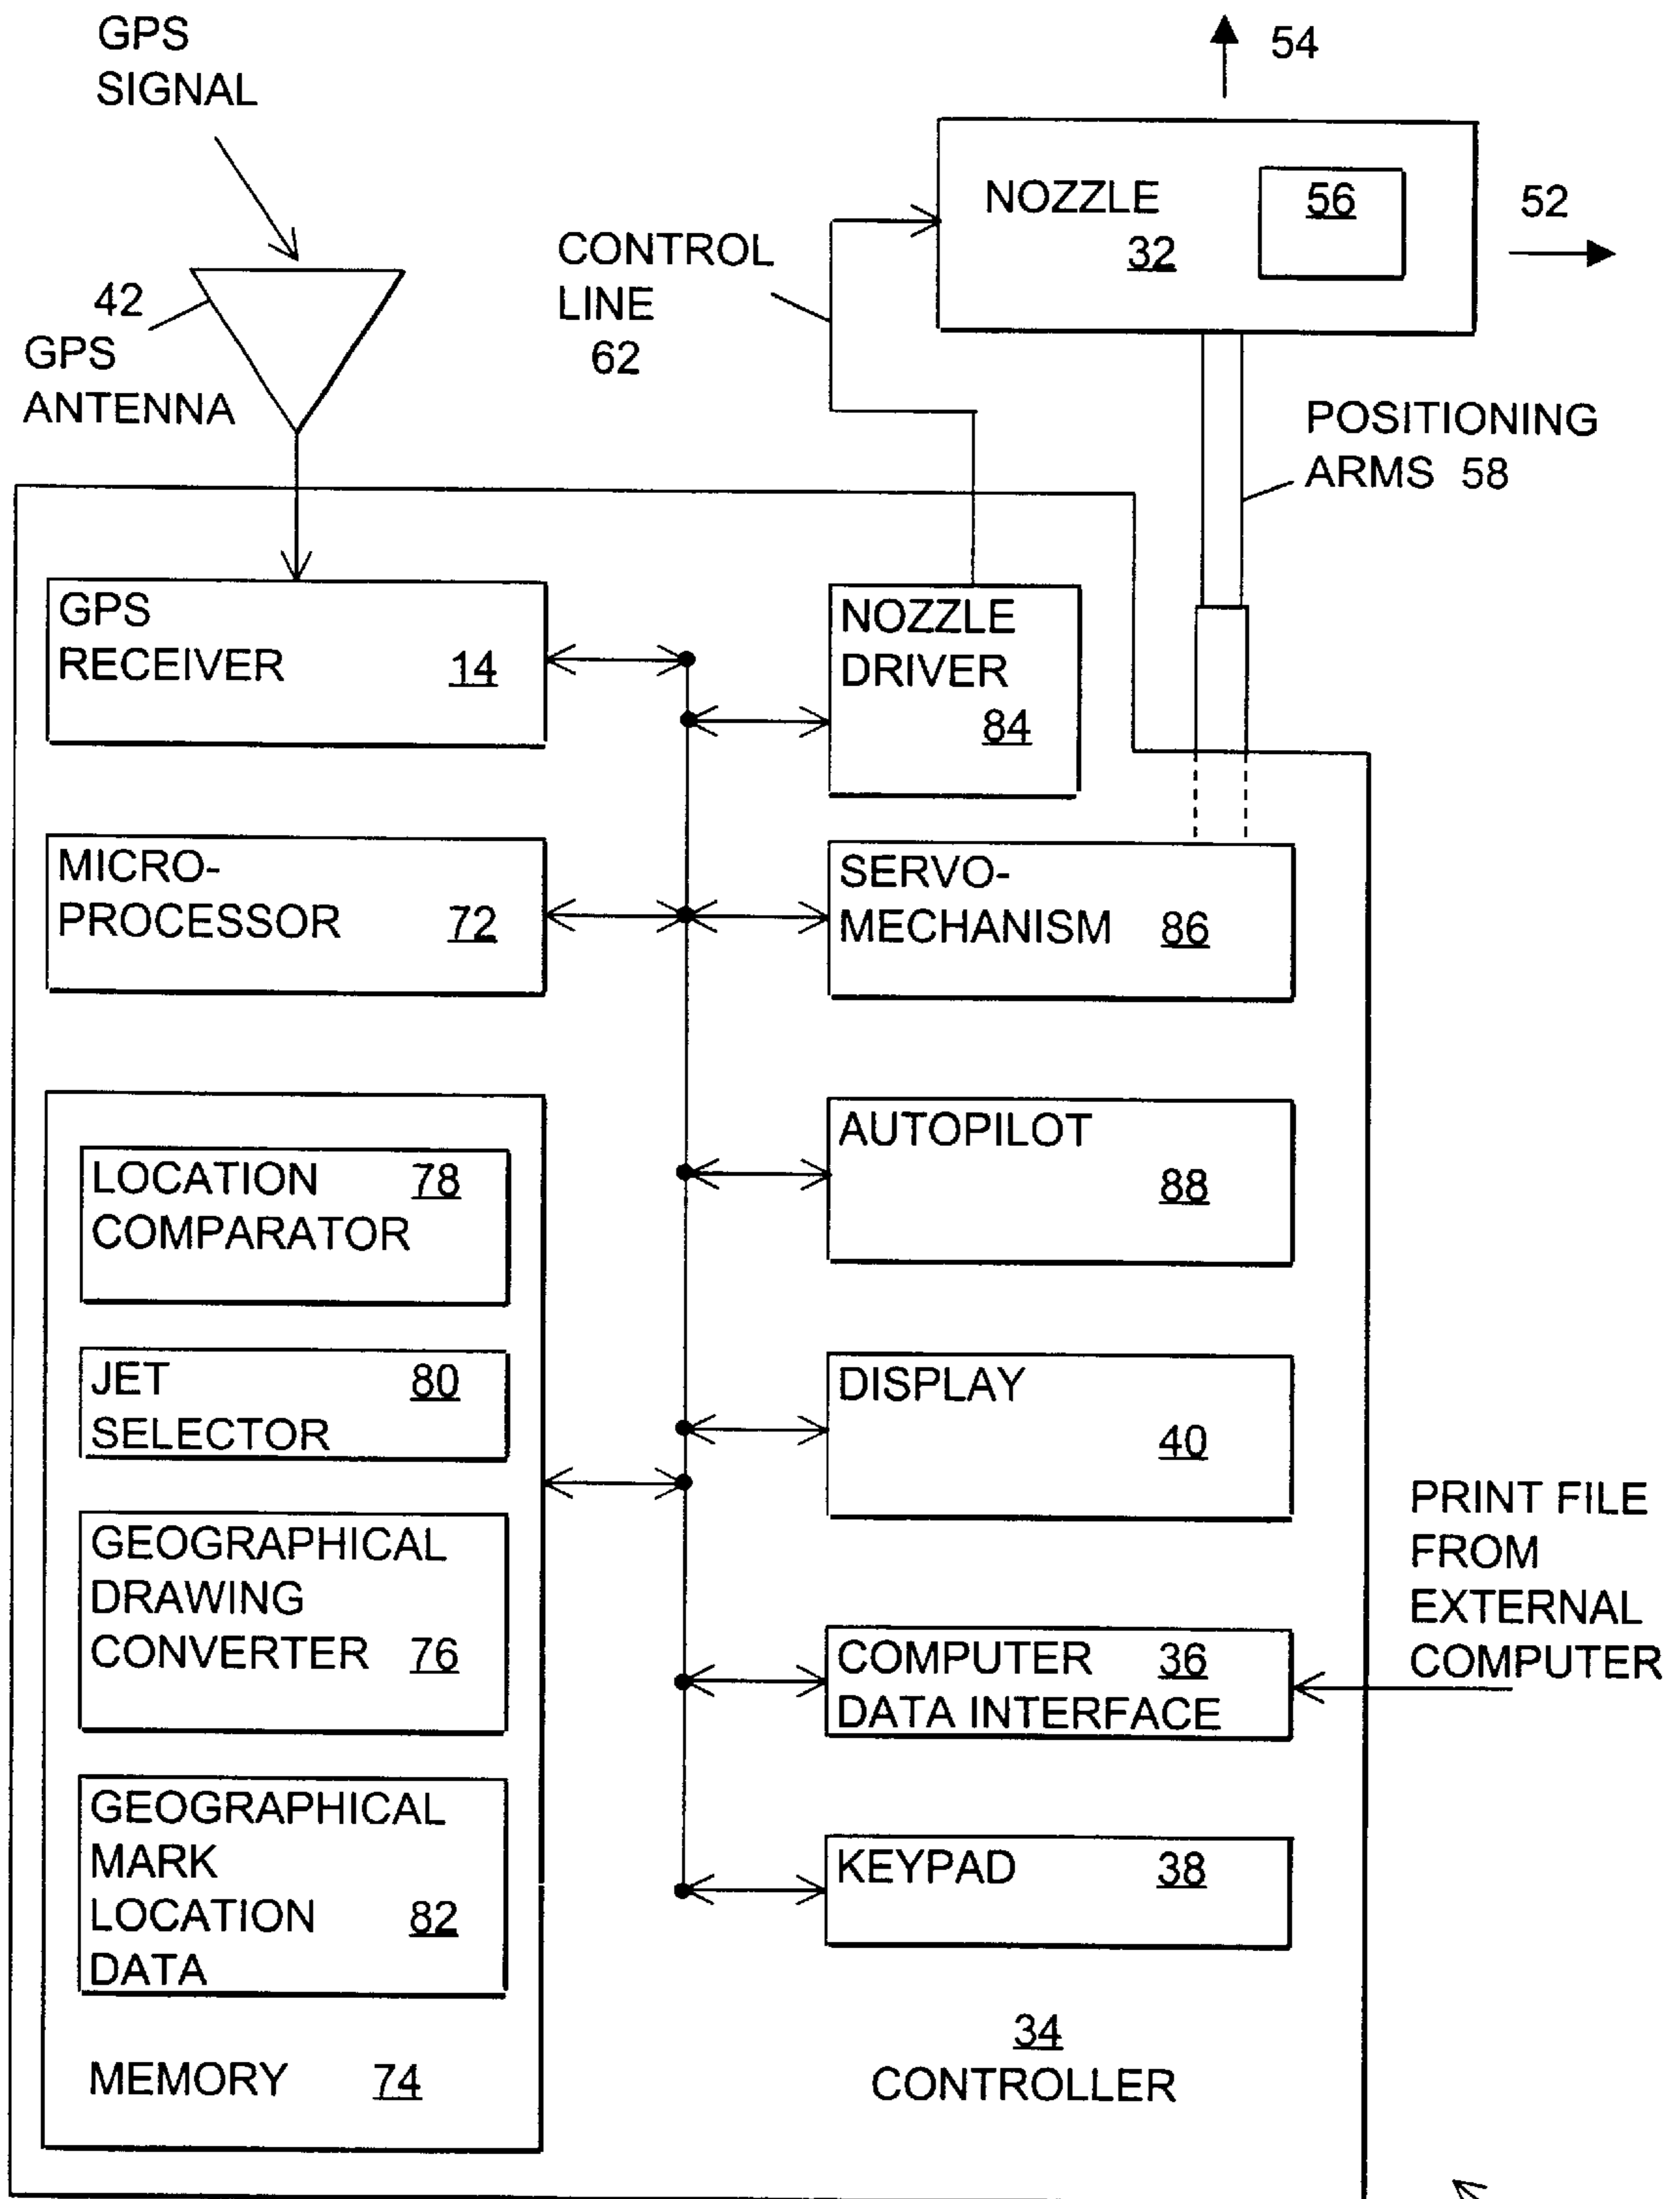 GPS
SIGNAL
54
NOZZLE
32
56
52
CONTROL
LINE
62
42
GPS
ANTENNA
POSITIONING
ARMS 58
GPS
RECEIVER 14
NOZZLE
DRIVER
84
MICRO-
PROCESSOR 72
SERVO-
MECHANISM 86
LOCATION 78
COMPARATOR
AUTOPILOT
88
JET 80
SELECTOR
DISPLAY
40
GEOGRAPHICAL
DRAWING
CONVERTER 76
PRINT FILE
FROM
EXTERNAL
COMPUTER
COMPUTER 36
DATA INTERFACE
GEOGRAPHICAL
MARK
LOCATION 82
DATA
KEYPAD 38
MEMORY 74
34
CONTROLLER